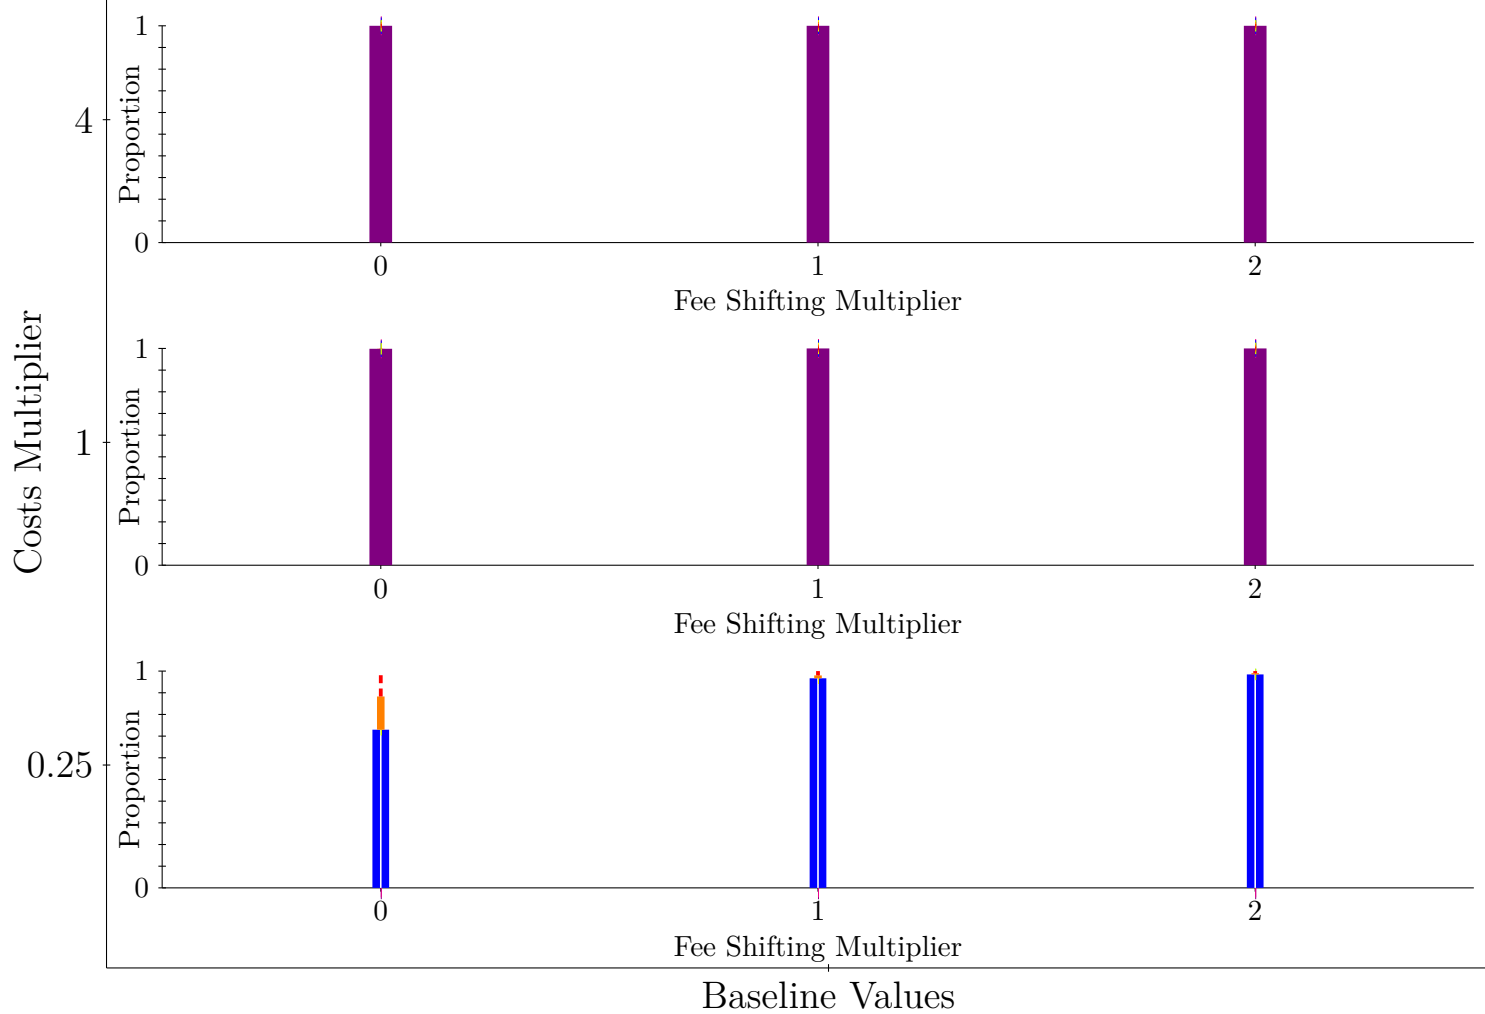 1
Proportion
0
4
0 1 2
Fee Shifting Multiplier
1
Proportion
0
1
0 1 2
Fee Shifting Multiplier
Costs Multiplier
1
Proportion
0
0.25
0 1 2
Fee Shifting Multiplier
Baseline Values